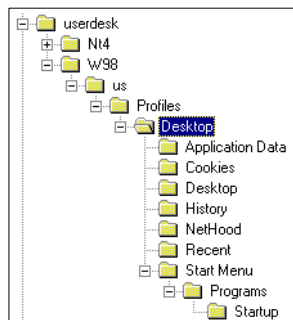 userdesk
Nt4
W98
us
Profiles
Desktop
Application Data
Cookies
Desktop
History
NetHood
Recent
Start Menu
Programs
Startup